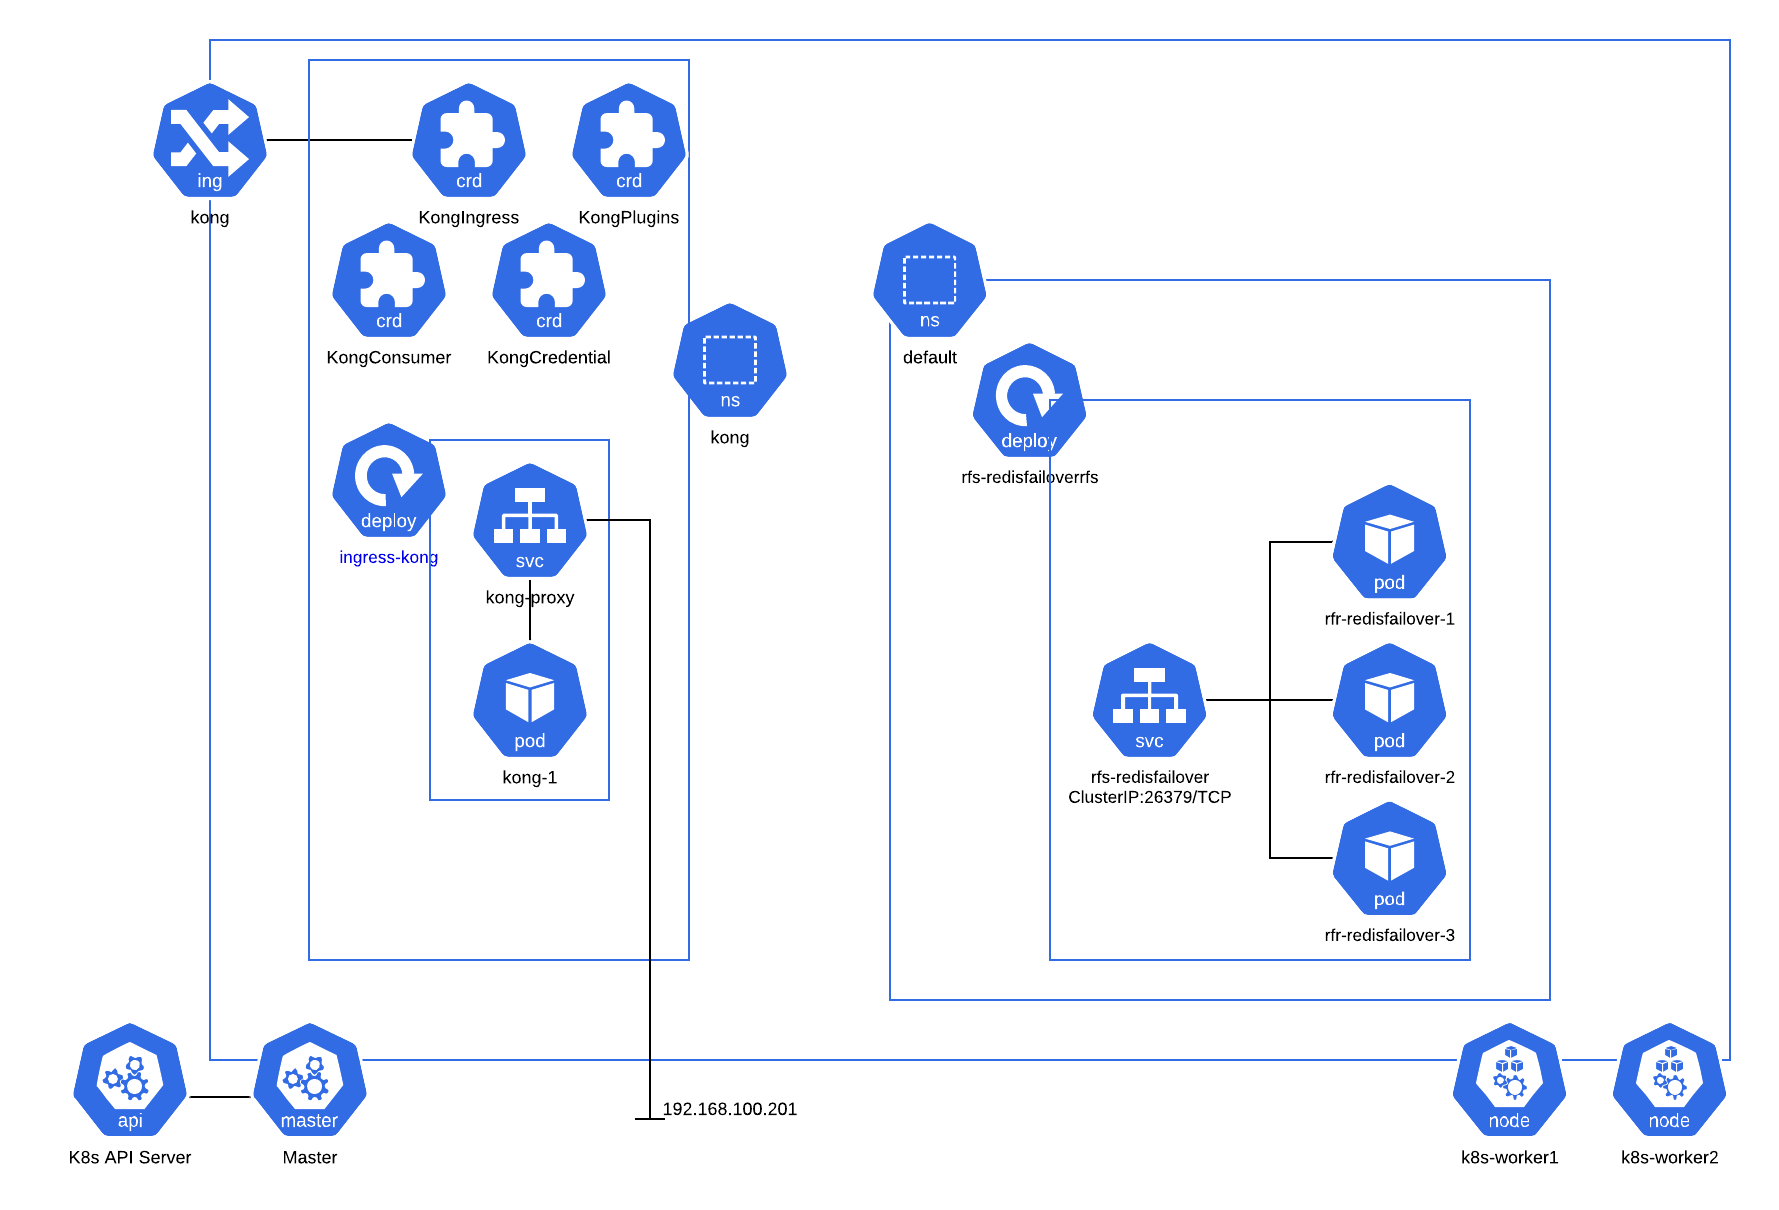 ing
kong
crd
KongIngress
crd
KongPlugins
crd
KongConsumer
crd
KongCredential
ns
kong
deploy
ingress-kong
svc
kong-proxy
pod
kong-1
ns
default
deploy
rfs-redisfailoverrfs
svc
rfs-redisfailover
ClusterIP:26379/TCP
pod
rfr-redisfailover-1
pod
rfr-redisfailover-2
pod
rfr-redisfailover-3
api
K8s API Server
master
Master
192.168.100.201
node
k8s-worker1
node
k8s-worker2